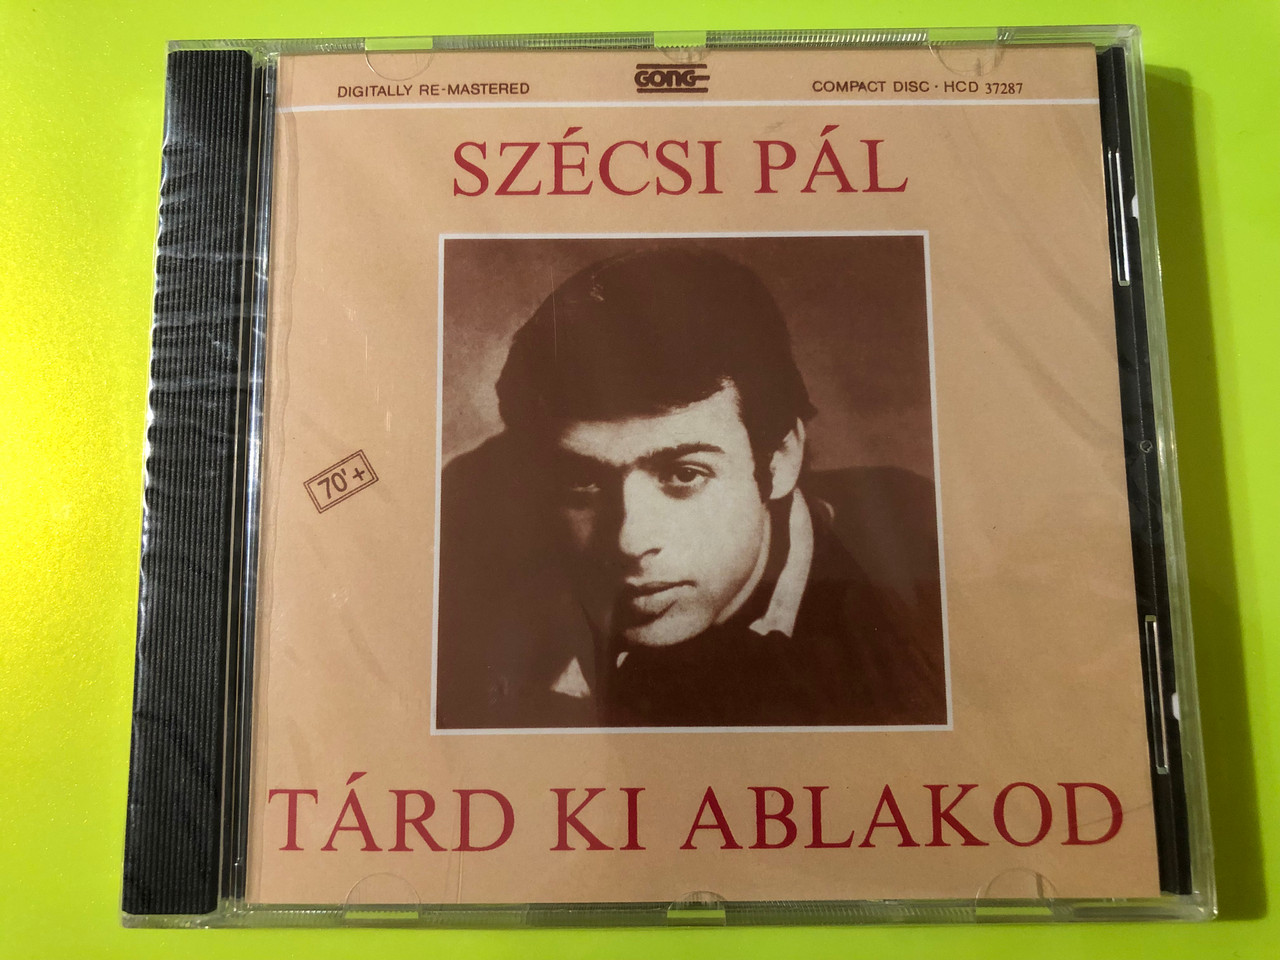 DIGITALLY RE-MASTERED
GONG
COMPACT DISC · HCD 37287
SZÉCSI PÁL
70'+
TÁRD KI ABLAKOD